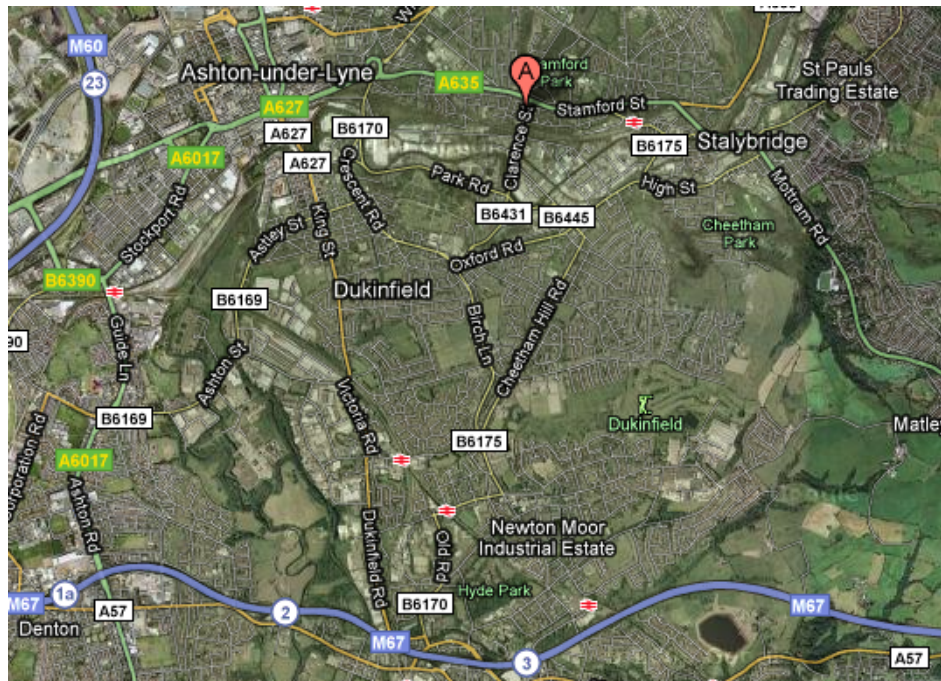 M60
23
Ashton-under-Lyne
A635
A
Stamford
Park
St Pauls
Trading Estate
A627
Stamford St
A627
B6170
Clarence St
B6175
Stalybridge
A6017
A627
Crescent Rd
Park Rd
High St
Mottram Rd
Stockport Rd
King St
B6431
B6445
Cheetham
Park
Astley St
Oxford Rd
B6390
Dukinfield
B6169
Birch Ln
Cheetham Hill Rd
90
Guide Ln
Ashton St
Victoria Rd
B6169
Dukinfield
Matle
Corporation Rd
B6175
A6017
Ashton Rd
Dukinfield Rd
Old Rd
Newton Moor
Industrial Estate
Hyde Park
1a
M67
A57
2
B6170
M67
Denton
M67
3
A57